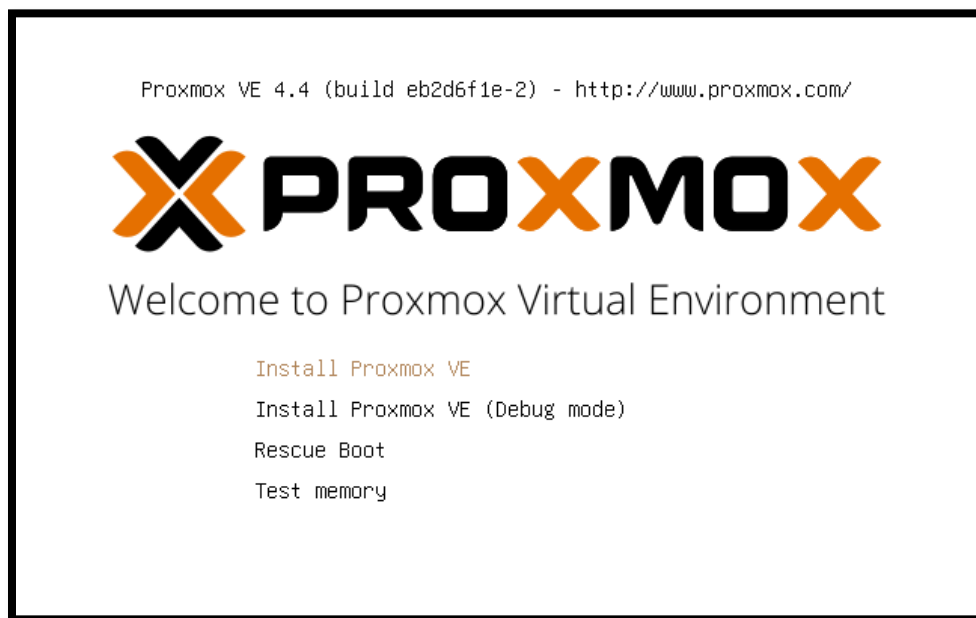 Proxmox VE 4.4 (build eb2d6f1e-2) - http://www.proxmox.com/
PROXMOX
Welcome to Proxmox Virtual Environment
Install Proxmox VE
Install Proxmox VE (Debug mode)
Rescue Boot
Test memory